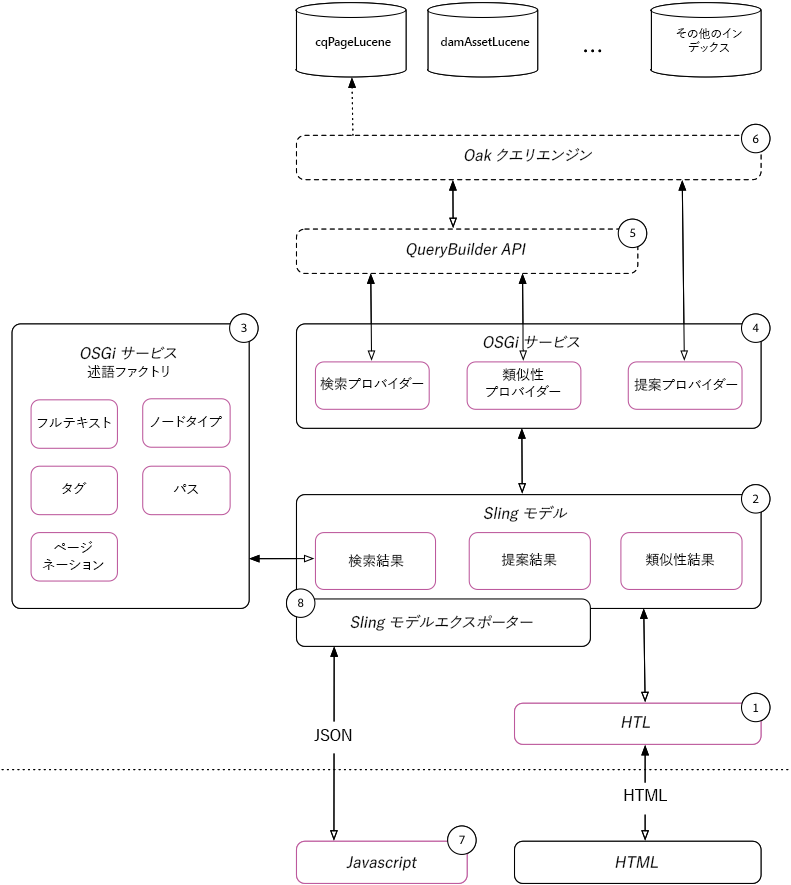 cqPageLucene
damAssetLucene
...
その他のイン
デックス
6
Oak クエリエンジン
5
QueryBuilder API
3
OSGi サービス
述語ファクトリ
フルテキスト
ノードタイプ
タグ
パス
ページ
ネーション
4
OSGi サービス
検索プロバイダー
類似性
プロバイダー
提案プロバイダー
2
Sling モデル
検索結果
提案結果
類似性結果
8
Sling モデルエクスポーター
1
HTL
JSON
HTML
7
Javascript
HTML